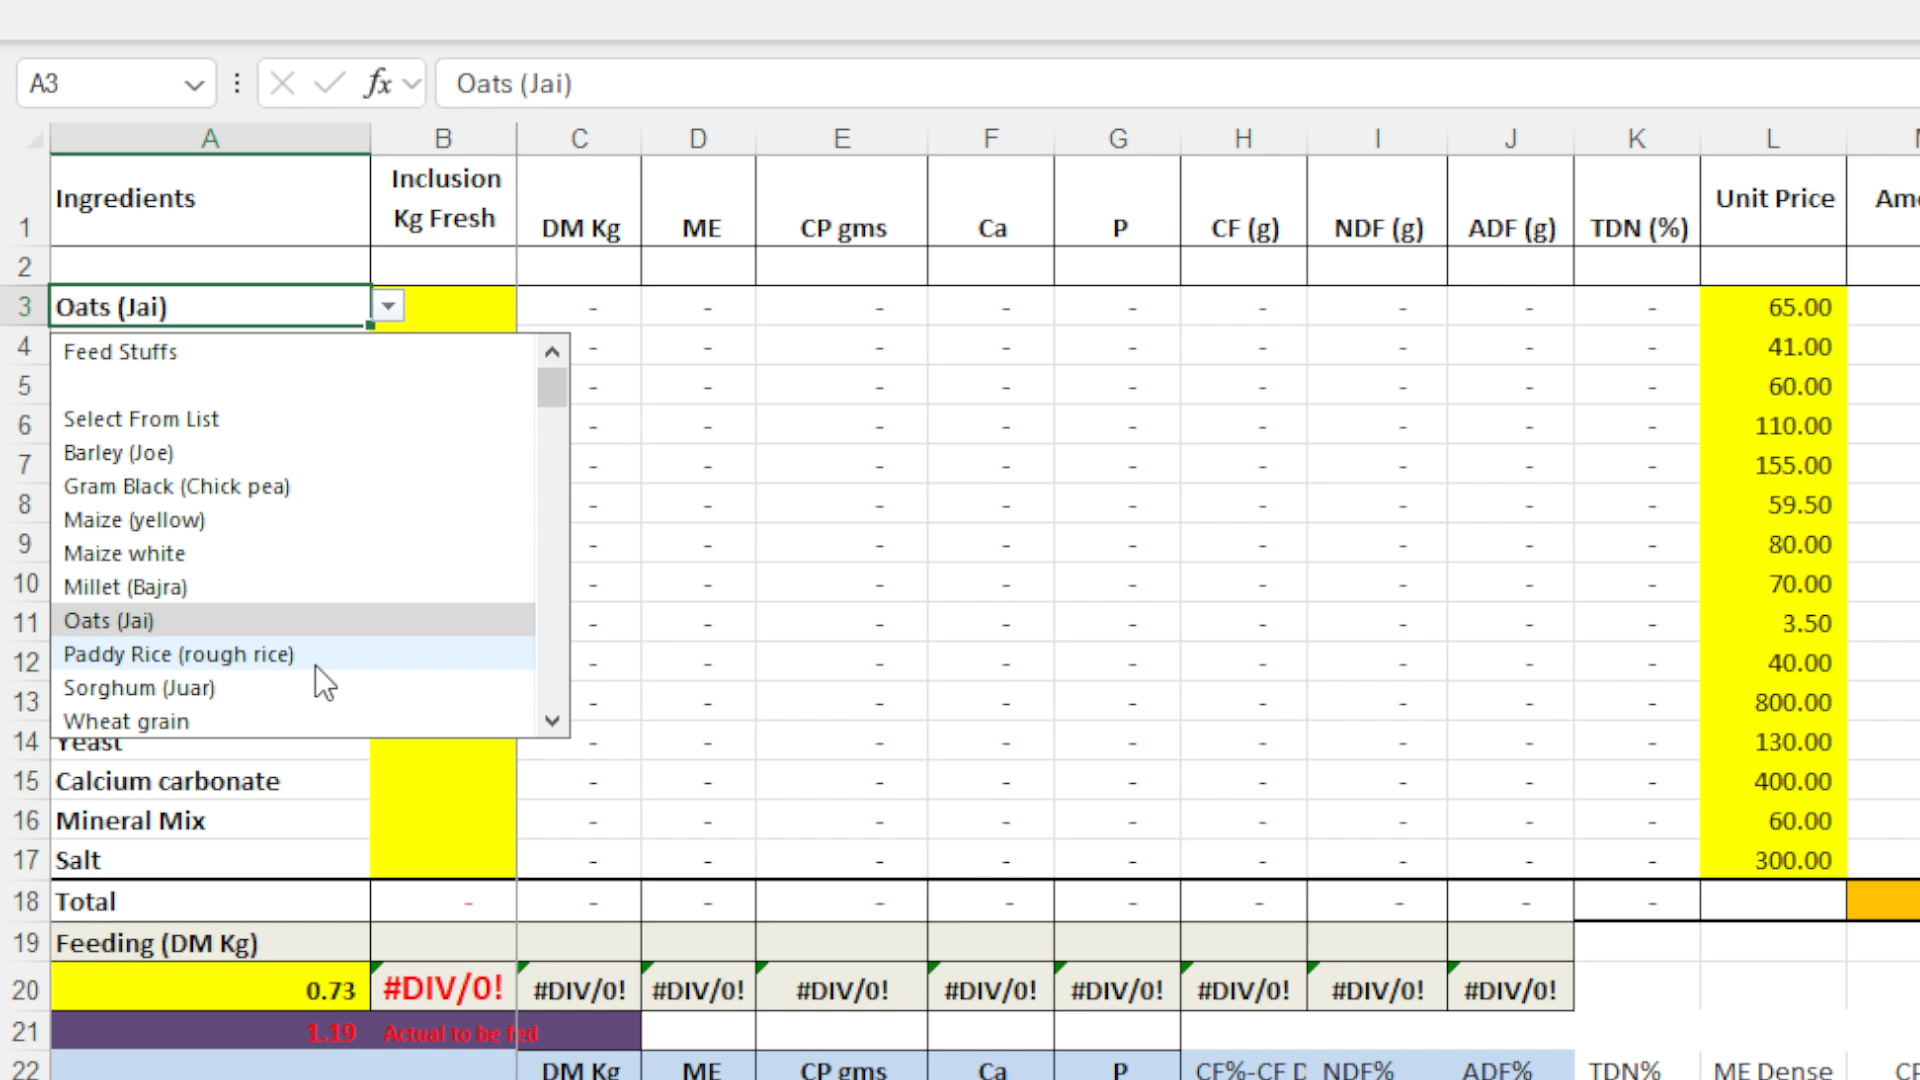 A3 fx Oats (Jai)
A B C D E F G H I J K L
1 Ingredients Inclusion Kg Fresh DM Kg ME CP gms Ca P CF (g) NDF (g) ADF (g) TDN (%) Unit Price
2
3 Oats (Jai) - - - - - - - - - 65.00
4 - - - - - - - - - 41.00
5 - - - - - - - - - 60.00
6 - - - - - - - - - 110.00
7 - - - - - - - - - 155.00
8 - - - - - - - - - 59.50
9 - - - - - - - - - 80.00
10 - - - - - - - - - 70.00
11 - - - - - - - - - 3.50
12 - - - - - - - - - 40.00
13 - - - - - - - - - 800.00
14 Yeast - - - - - - - - - 130.00
15 Calcium carbonate - - - - - - - - - 400.00
16 Mineral Mix - - - - - - - - - 60.00
17 Salt - - - - - - - - - 300.00
18 Total - - - - - - - - - -
19 Feeding (DM Kg)
20 0.73 #DIV/0! #DIV/0! #DIV/0! #DIV/0! #DIV/0! #DIV/0! #DIV/0! #DIV/0! #DIV/0!
21 1.19 Actual to be fed
22 DM Kg ME CP gms Ca P CF%-CF D NDF% ADF% TDN% ME Dense
Feed Stuffs
Select From List
Barley (Joe)
Gram Black (Chick pea)
Maize (yellow)
Maize white
Millet (Bajra)
Oats (Jai)
Paddy Rice (rough rice)
Sorghum (Juar)
Wheat grain